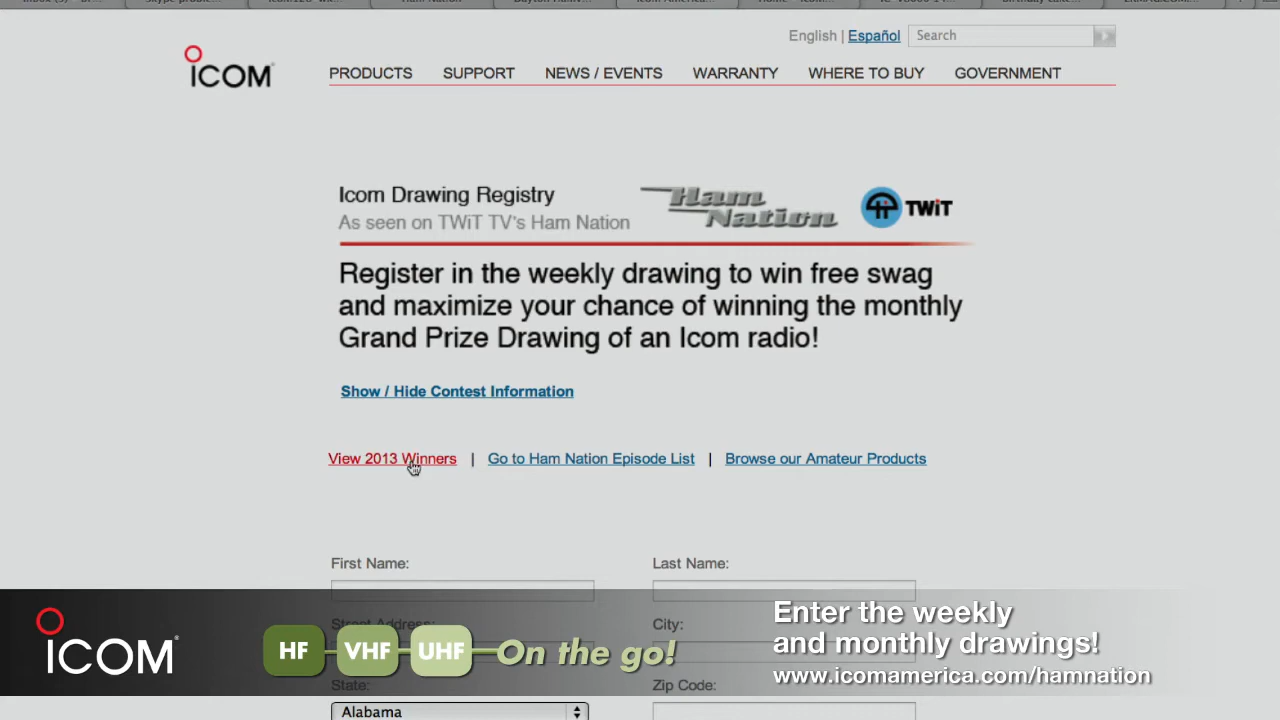 English | Español Search
ICOM
PRODUCTS SUPPORT NEWS / EVENTS WARRANTY WHERE TO BUY GOVERNMENT
Icom Drawing Registry
As seen on TWiT TV's Ham Nation
Ham Nation
TWiT
Register in the weekly drawing to win free swag
and maximize your chance of winning the monthly
Grand Prize Drawing of an Icom radio!
Show / Hide Contest Information
View 2013 Winners | Go to Ham Nation Episode List | Browse our Amateur Products
First Name: Last Name:
Street Address: City:
State: Zip Code:
Alabama
ICOM
HF VHF UHF On the go!
Enter the weekly
and monthly drawings!
www.icomamerica.com/hamnation